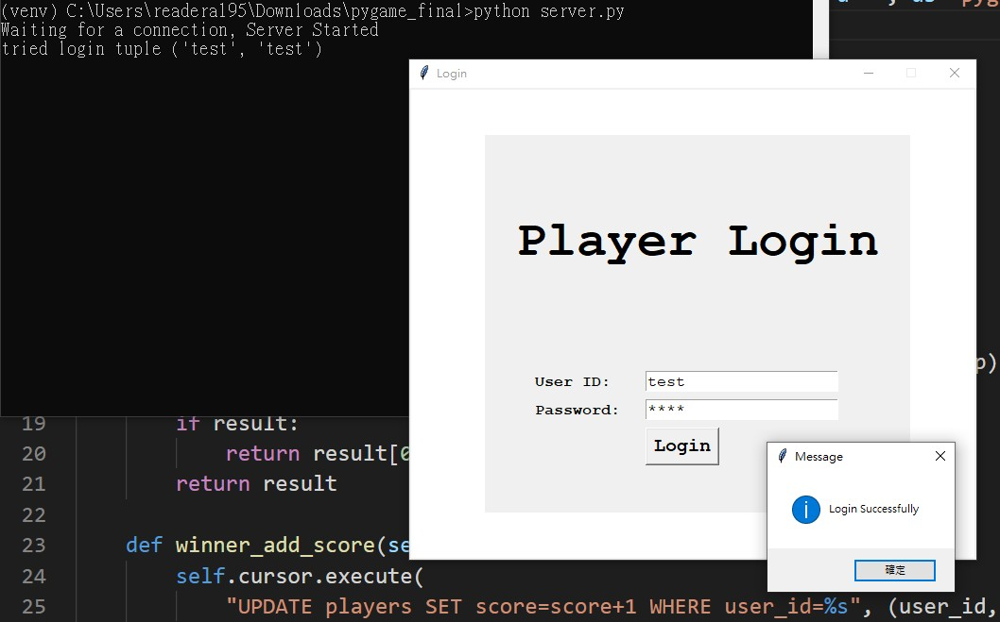 (venv) C:\Users\readeral95\Downloads\pygame_final>python server.py
Waiting for a connection, Server Started
tried login tuple ('test', 'test')
Login
Player Login
User ID: test
Password: ****
Login
Message
Login Successfully
確定
p)
19 if result:
20 return result[0
21 return result
22
23 def winner_add_score(se
24 self.cursor.execute(
25 "UPDATE players SET score=score+1 WHERE user_id=%s", (user_id,